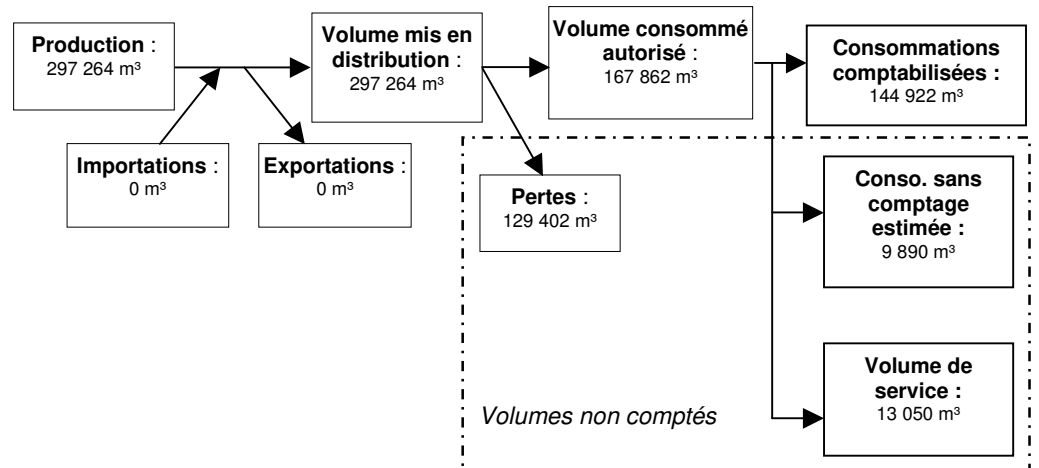 Production :
297 264 m³
Volume mis en
distribution :
297 264 m³
Volume consommé
autorisé :
167 862 m³
Consommations
comptabilisées :
144 922 m³
Importations :
0 m³
Exportations :
0 m³
Pertes :
129 402 m³
Conso. sans
comptage
estimée :
9 890 m³
Volume de
service :
13 050 m³
Volumes non comptés